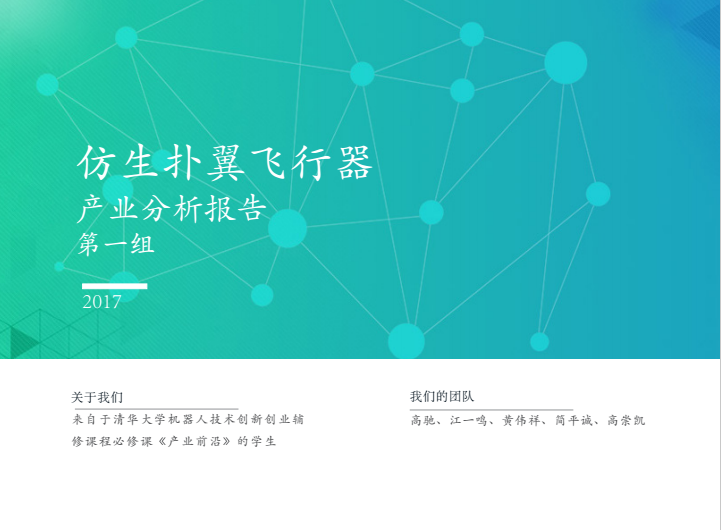 仿生扑翼飞行器
产业分析报告
第一组
2017
关于我们
来自于清华大学机器人技术创新创业辅
修课程必修课《产业前沿》的学生
我们的团队
高驰、江一鸣、黄伟祥、简平诚、高崇凯